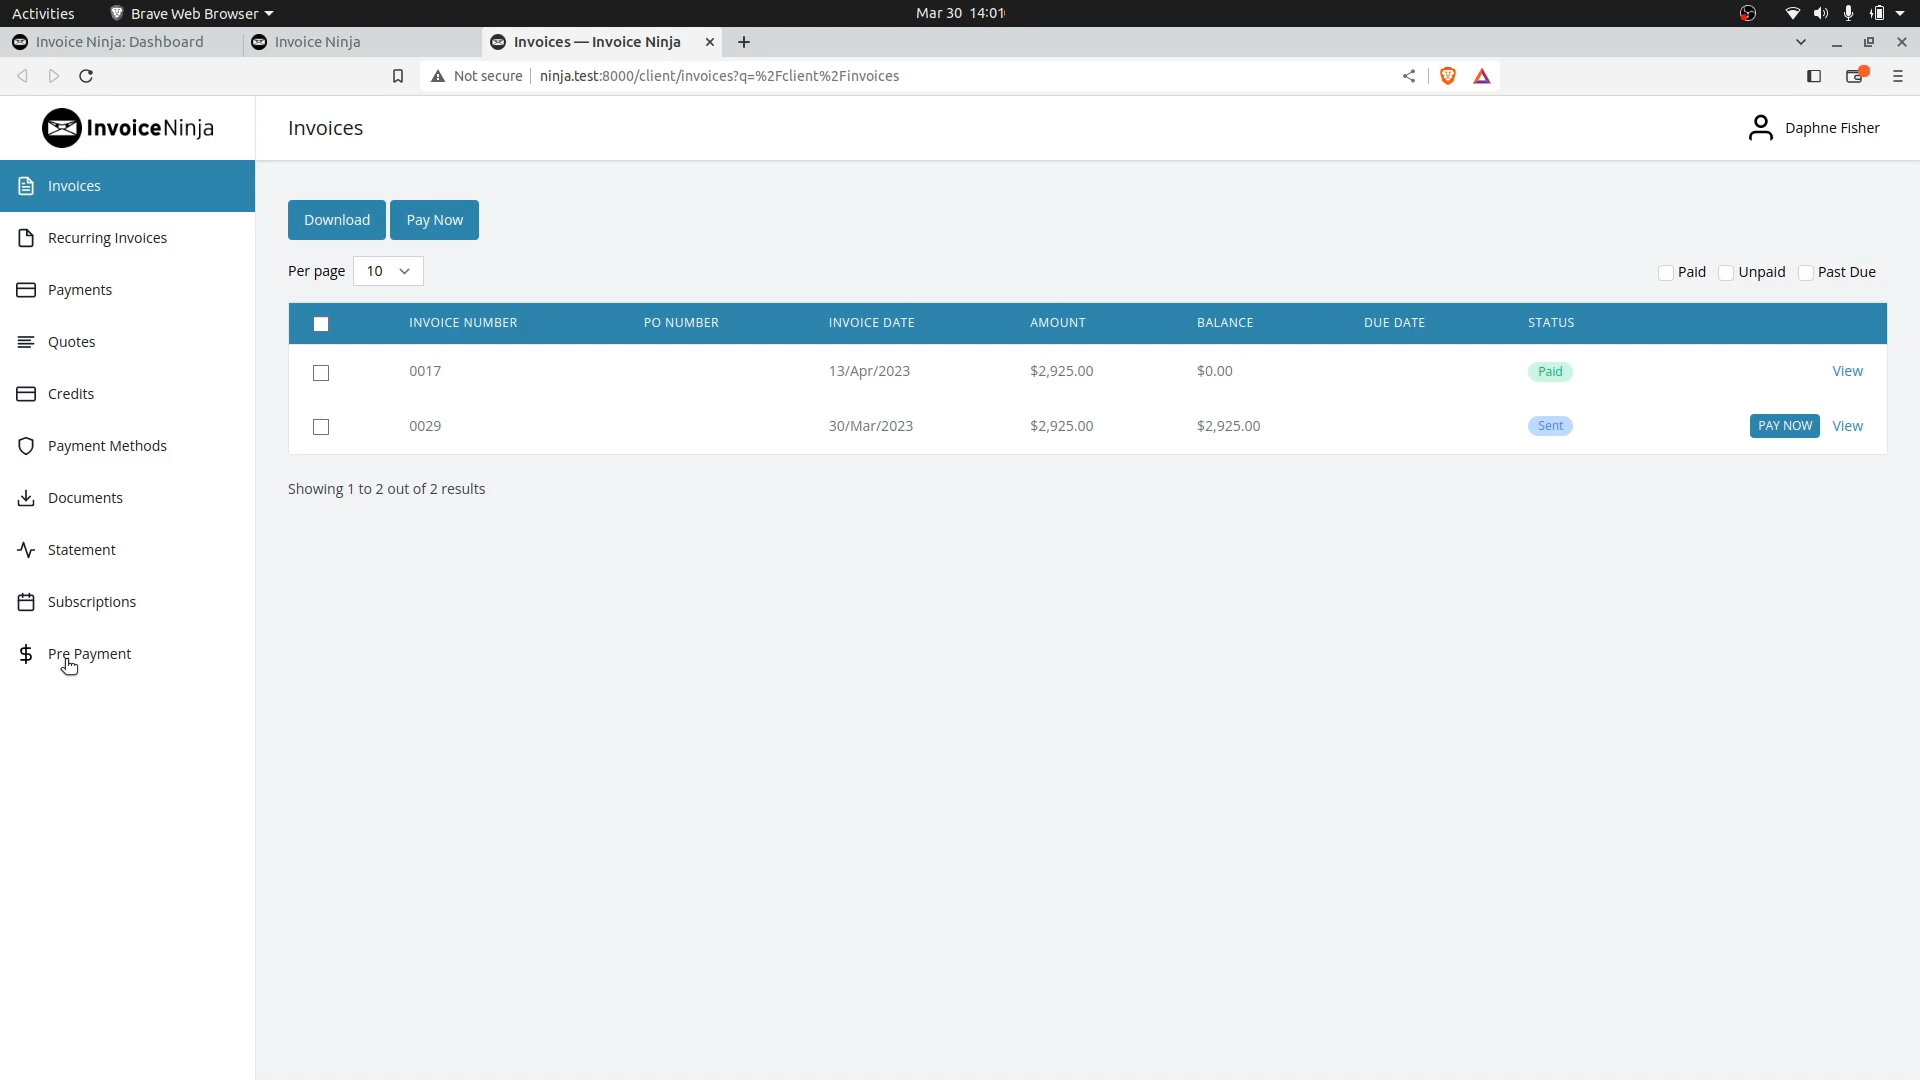 Activities Brave Web Browser Mar 30 14:01
Invoice Ninja: Dashboard Invoice Ninja Invoices — Invoice Ninja
Not secure ninja.test:8000/client/invoices?q=%2Fclient%2Finvoices
InvoiceNinja Invoices Daphne Fisher
Invoices
Recurring Invoices
Payments
Quotes
Credits
Payment Methods
Documents
Statement
Subscriptions
Pre Payment
Download Pay Now
Per page 10 Paid Unpaid Past Due
INVOICE NUMBER PO NUMBER INVOICE DATE AMOUNT BALANCE DUE DATE STATUS
0017 13/Apr/2023 $2,925.00 $0.00 Paid View
0029 30/Mar/2023 $2,925.00 $2,925.00 Sent PAY NOW View
Showing 1 to 2 out of 2 results